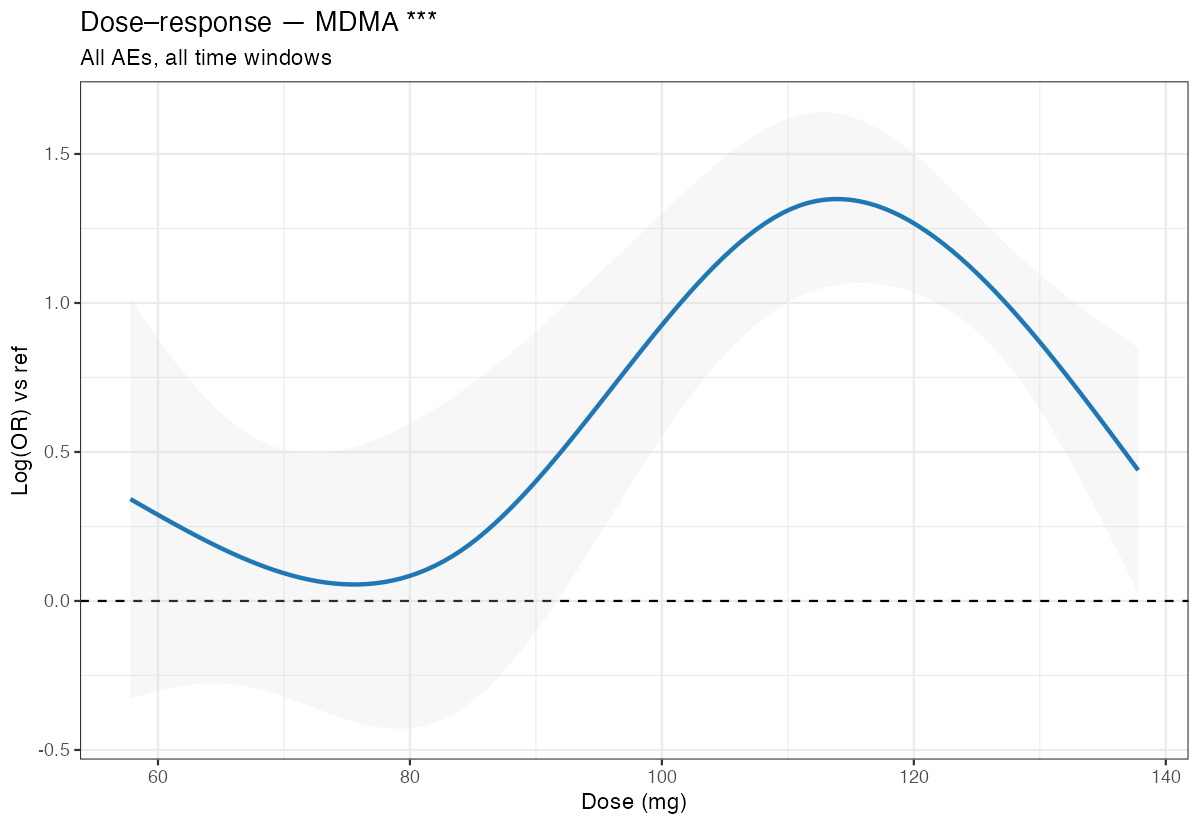 Dose–response — MDMA ***
All AEs, all time windows
Log(OR) vs ref
1.5
1.0
0.5
0.0
-0.5
60 80 100 120 140
Dose (mg)